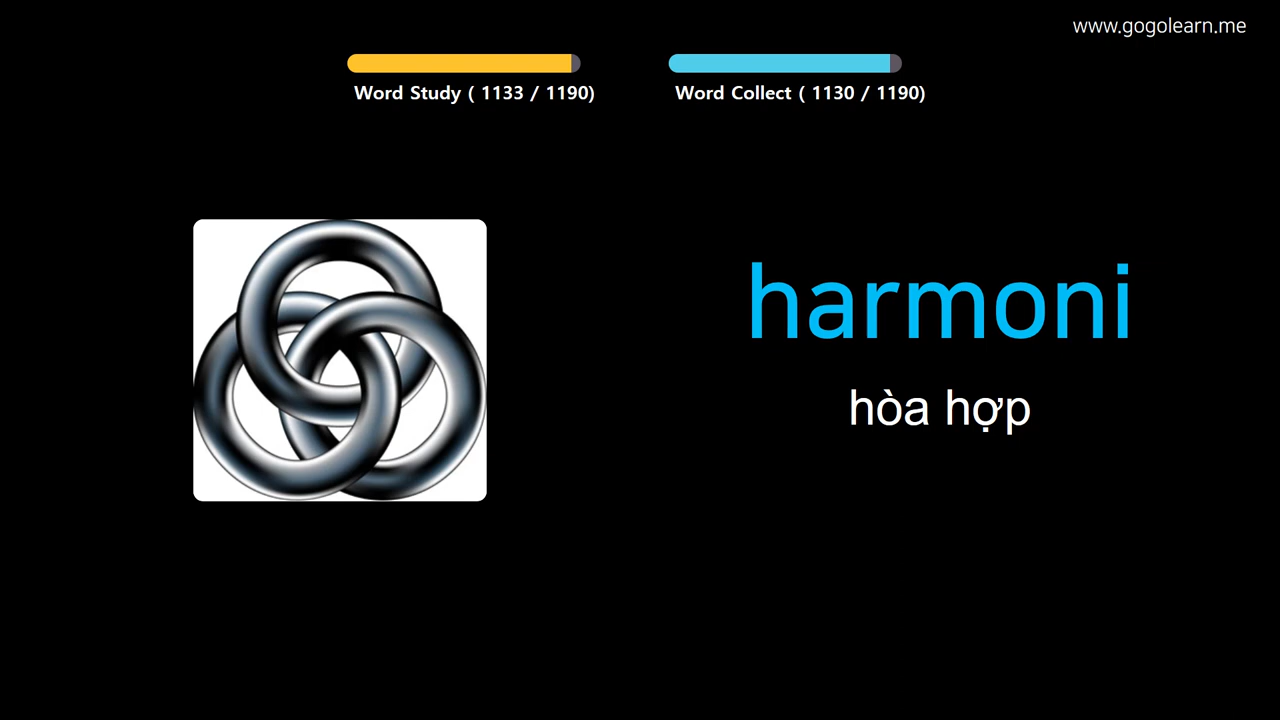 www.gogolearn.me
Word Study ( 1133 / 1190)
Word Collect ( 1130 / 1190)
harmoni
hòa hợp